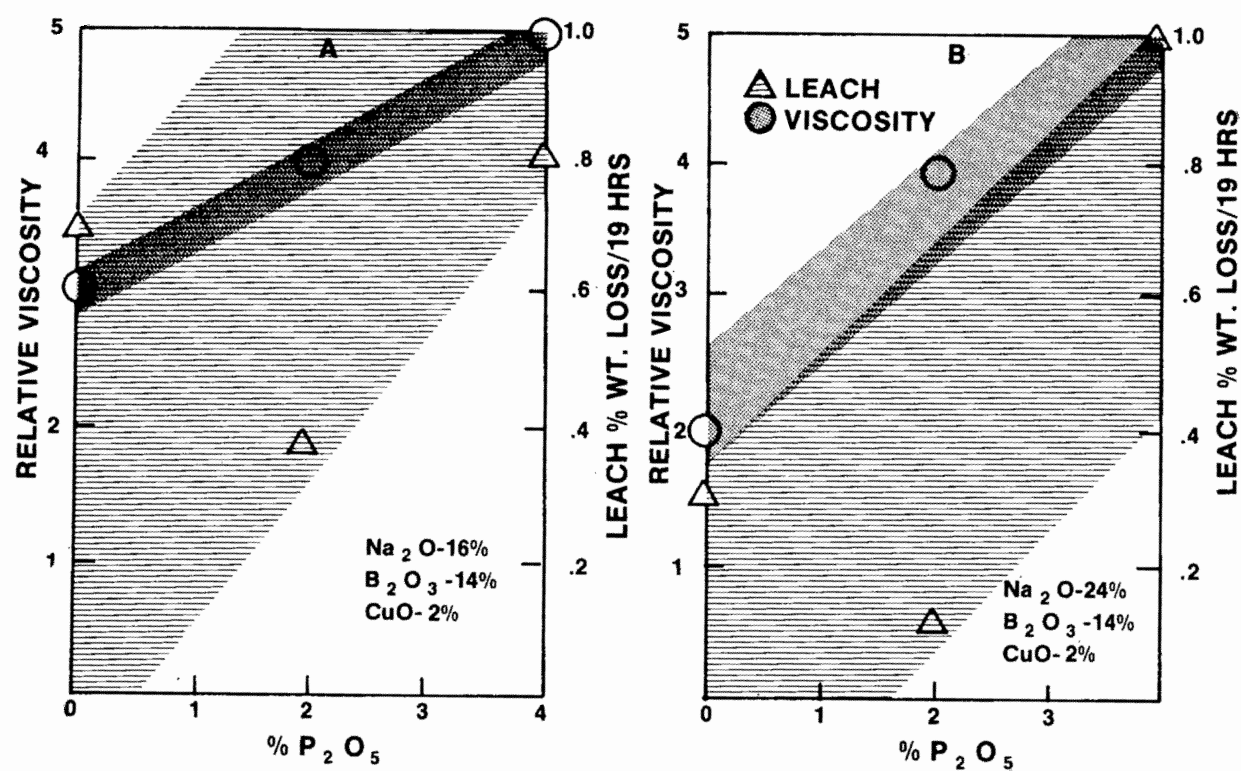 A
RELATIVE VISCOSITY
5
4
3
2
1
0
1
2
3
4
% P2O5
1.0
.8
.6
.4
.2
LEACH % WT. LOSS/19 HRS
Na2O-16%
B2O3-14%
CuO-2%
B
LEACH
VISCOSITY
RELATIVE VISCOSITY
5
4
3
2
1
0
1
2
3
% P2O5
1.0
.8
.6
.4
.2
LEACH % WT. LOSS/19 HRS
Na2O-24%
B2O3-14%
CuO-2%